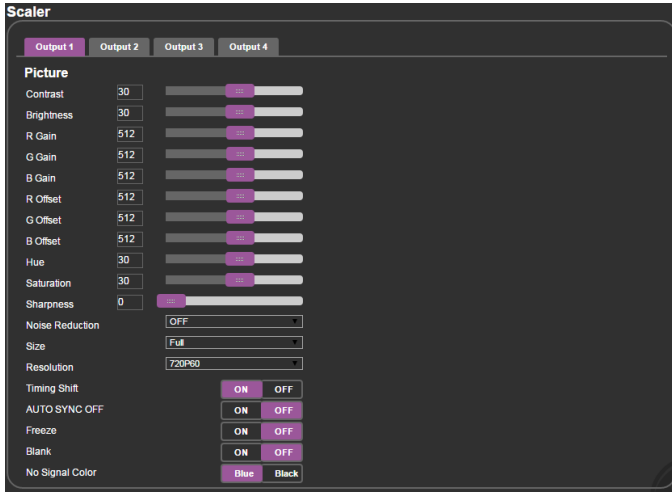 Scaler
Output 1 Output 2 Output 3 Output 4
Picture
Contrast 30
Brightness 30
R Gain 512
G Gain 512
B Gain 512
R Offset 512
G Offset 512
B Offset 512
Hue 30
Saturation 30
Sharpness 0
Noise Reduction OFF
Size Full
Resolution 720P60
Timing Shift ON OFF
AUTO SYNC OFF ON OFF
Freeze ON OFF
Blank ON OFF
No Signal Color Blue Black